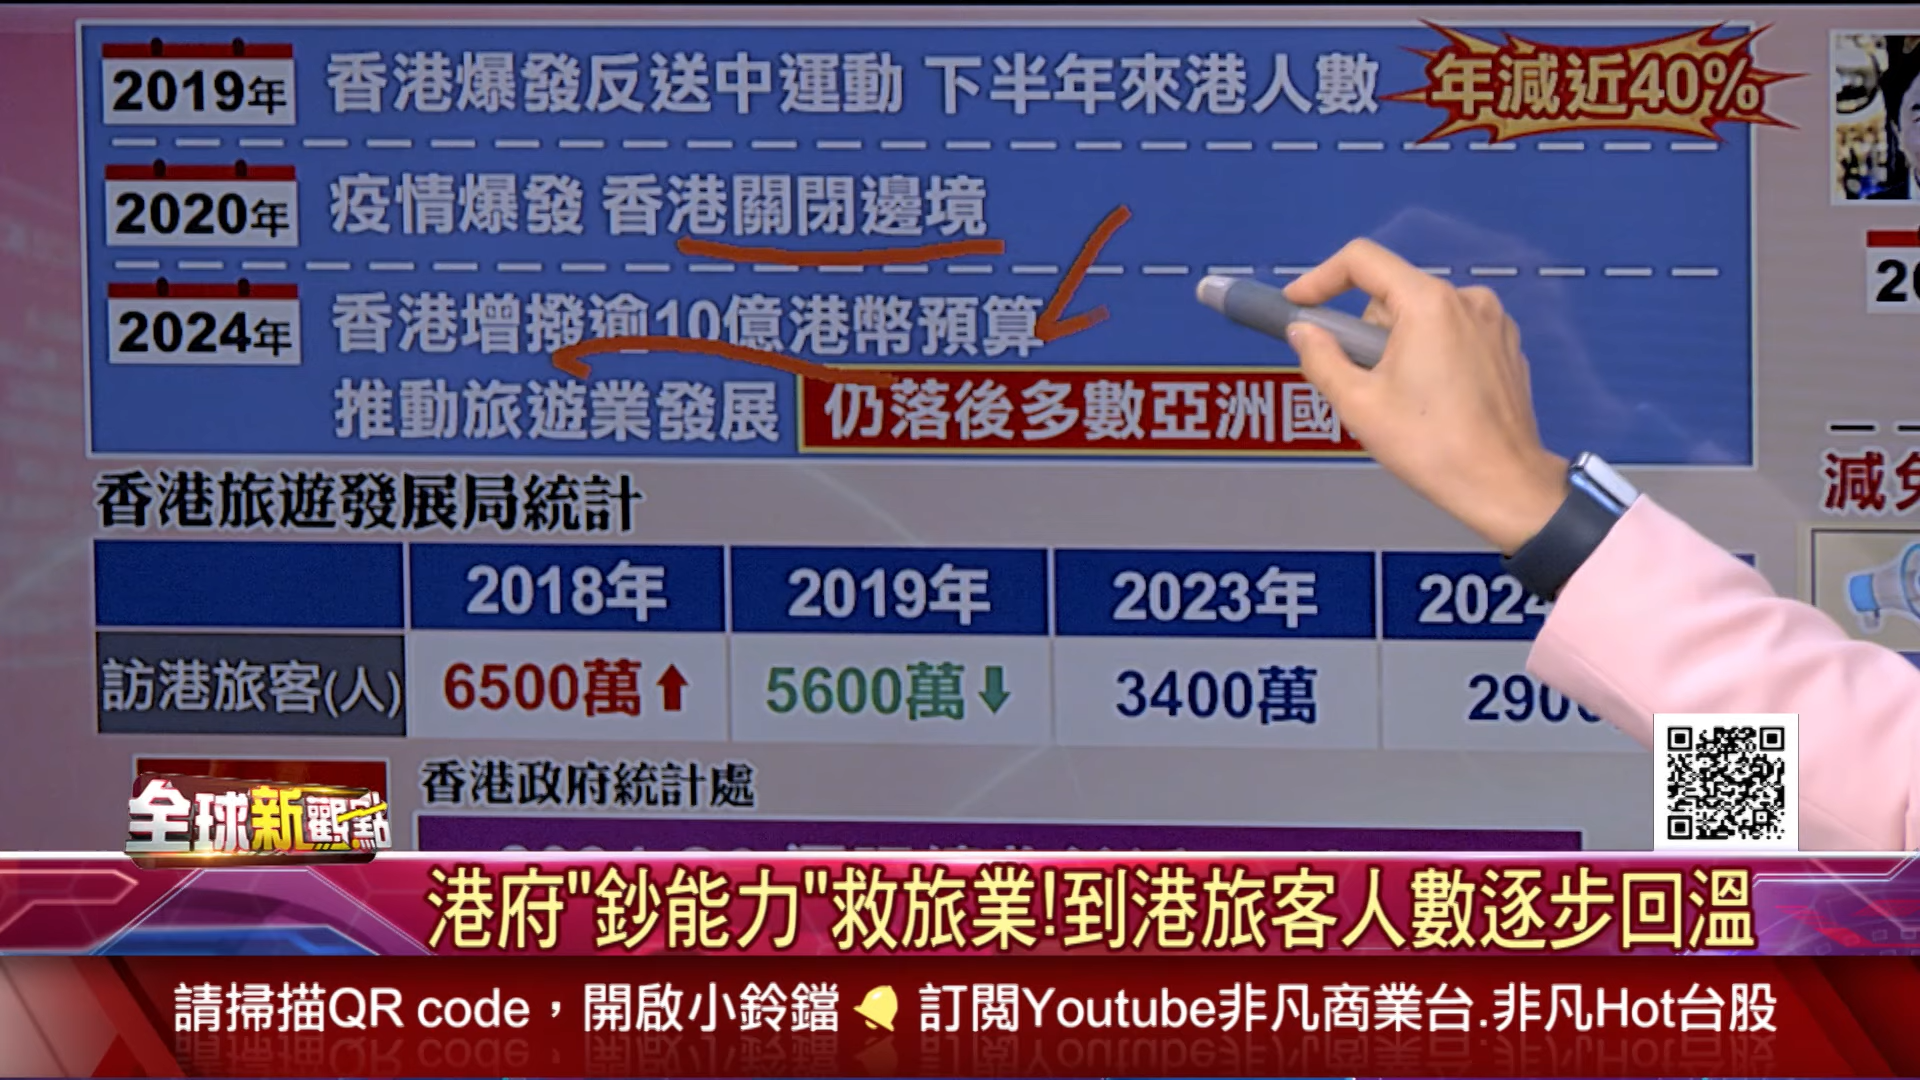 2019年 香港爆發反送中運動 下半年來港人數 年減近40%
2020年 疫情爆發 香港關閉邊境
2024年 香港增撥逾10億港幣預算
推動旅遊業發展 仍落後多數亞洲國
香港旅遊發展局統計
2018年 2019年 2023年 2024
訪港旅客(人) 6500萬 5600萬 3400萬 290
香港政府統計處
減免
全球新觀點
港府"鈔能力"救旅業!到港旅客人數逐步回溫
請掃描QR code，開啟小鈴鐺 訂閱Youtube非凡商業台.非凡Hot台股